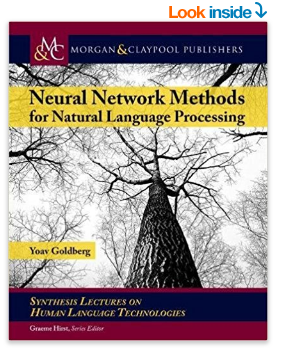 Look inside
M&C MORGAN & CLAYPOOL PUBLISHERS
Neural Network Methods
for Natural Language Processing
Yoav Goldberg
SYNTHESIS LECTURES ON
HUMAN LANGUAGE TECHNOLOGIES
Graeme Hirst, Series Editor